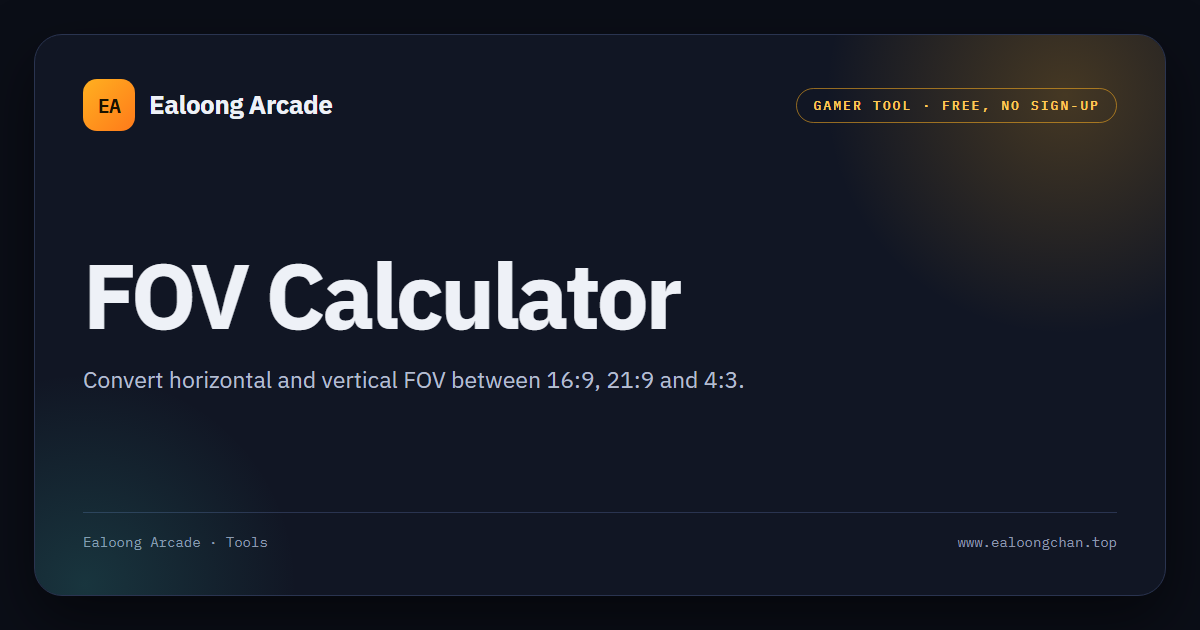 EA
Ealoong Arcade
GAMER TOOL · FREE, NO SIGN-UP
FOV Calculator
Convert horizontal and vertical FOV between 16:9, 21:9 and 4:3.
Ealoong Arcade · Tools
www.ealoongchan.top